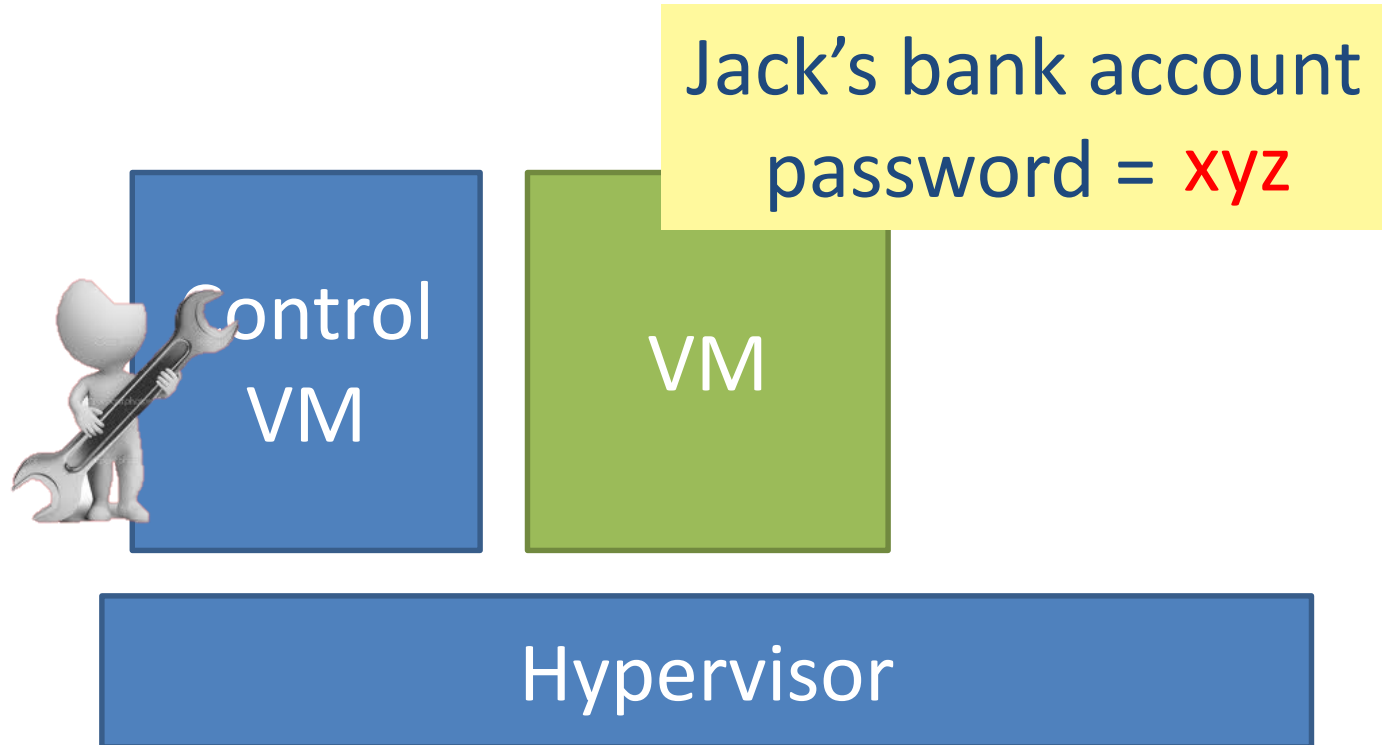 Jack’s bank account
password = xyz
Control
VM
VM
Hypervisor